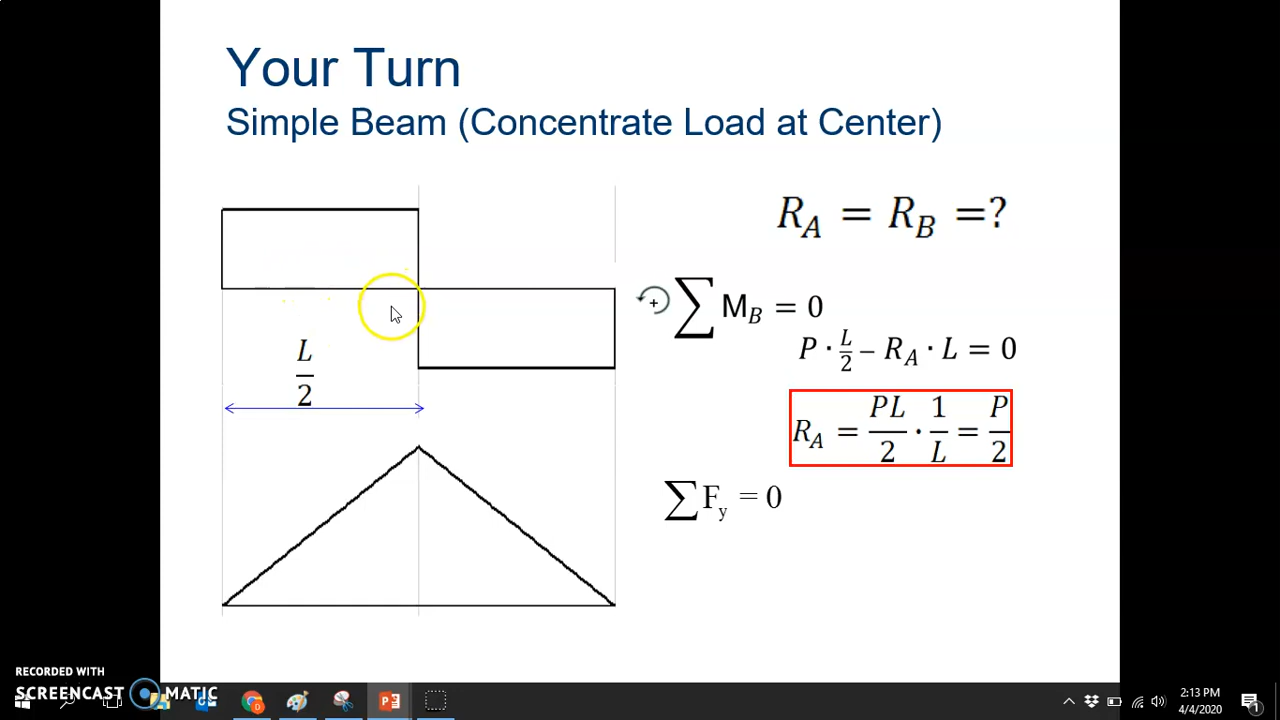 Your Turn
Simple Beam (Concentrate Load at Center)
R_A = R_B =?
+ ∑ M_B = 0
P · L/2 – R_A · L = 0
L/2
R_A = PL/2 · 1/L = P/2
∑F_y = 0
RECORDED WITH
SCREENCAST MATIC
2:13 PM
4/4/2020